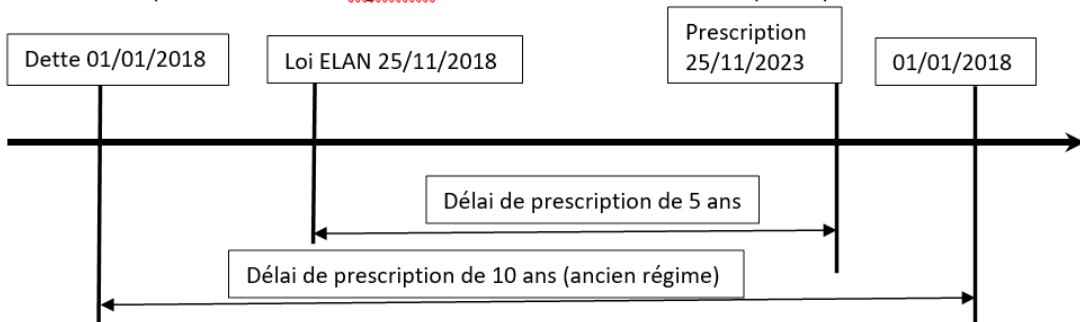 Dette 01/01/2018
Loi ELAN 25/11/2018
Prescription
25/11/2023
01/01/2018
Délai de prescription de 5 ans
Délai de prescription de 10 ans (ancien régime)